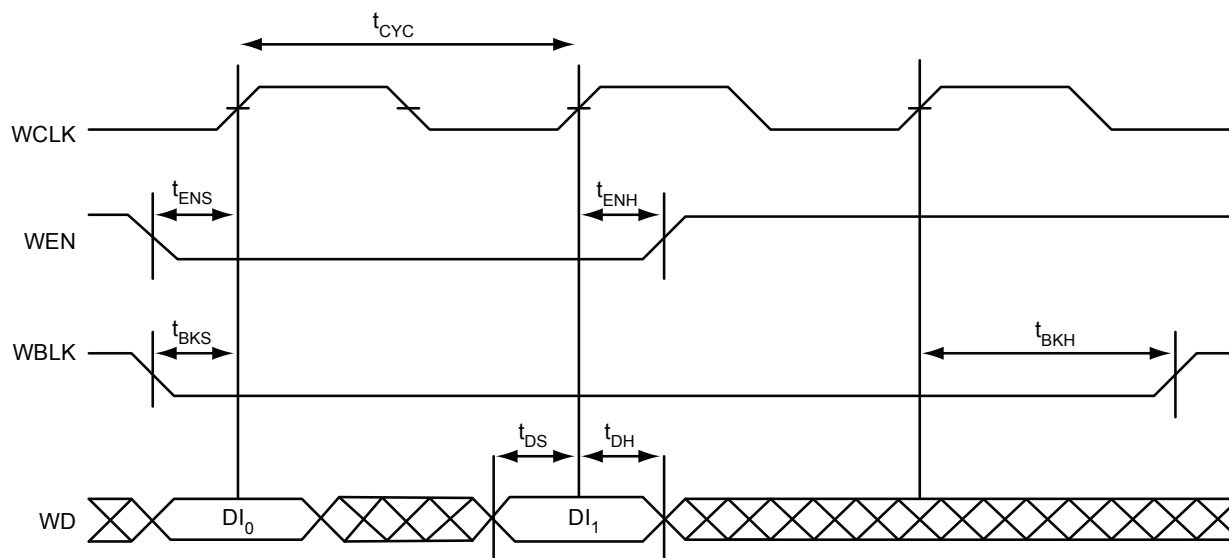 tCYC
WCLK
tENS
tENH
WEN
tBKS
WBLK
tBKH
tDS
tDH
WD
DI0
DI1